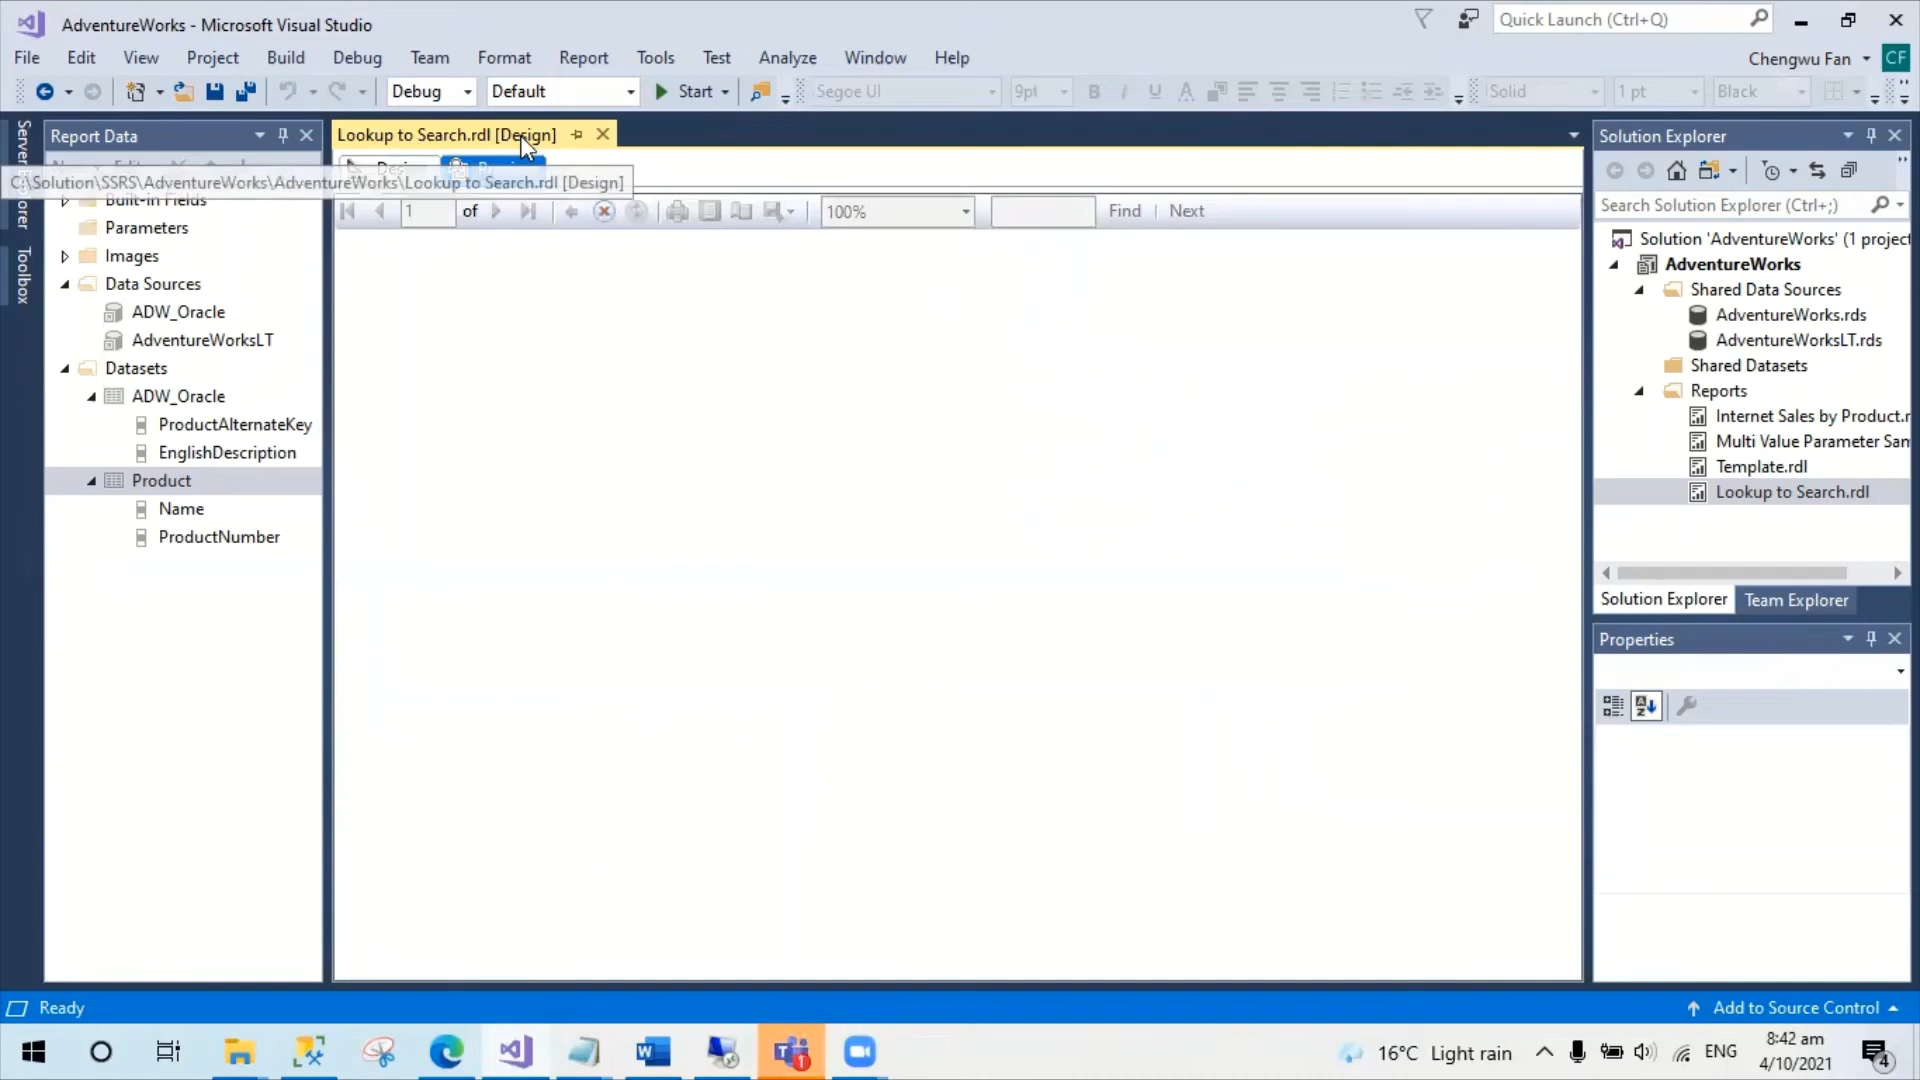 AdventureWorks - Microsoft Visual Studio
Quick Launch (Ctrl+Q)
File Edit View Project Build Debug Team Format Report Tools Test Analyze Window Help
Chengwu Fan CF
Debug Default Start Segoe UI 9pt B I U A Solid 1 pt Black
Server Explorer
Toolbox
Report Data
Lookup to Search.rdl [Design]
C:\Solution\SSRS\AdventureWorks\AdventureWorks\Lookup to Search.rdl [Design]
1 of 100% Find Next
Built-in Fields
Parameters
Images
Data Sources
ADW_Oracle
AdventureWorksLT
Datasets
ADW_Oracle
ProductAlternateKey
EnglishDescription
Product
Name
ProductNumber
Solution Explorer
Search Solution Explorer (Ctrl+;)
Solution 'AdventureWorks' (1 project
AdventureWorks
Shared Data Sources
AdventureWorks.rds
AdventureWorksLT.rds
Shared Datasets
Reports
Internet Sales by Product.r
Multi Value Parameter Sam
Template.rdl
Lookup to Search.rdl
Solution Explorer Team Explorer
Properties
Ready
Add to Source Control
16°C Light rain ENG
8:42 am
4/10/2021
1
4